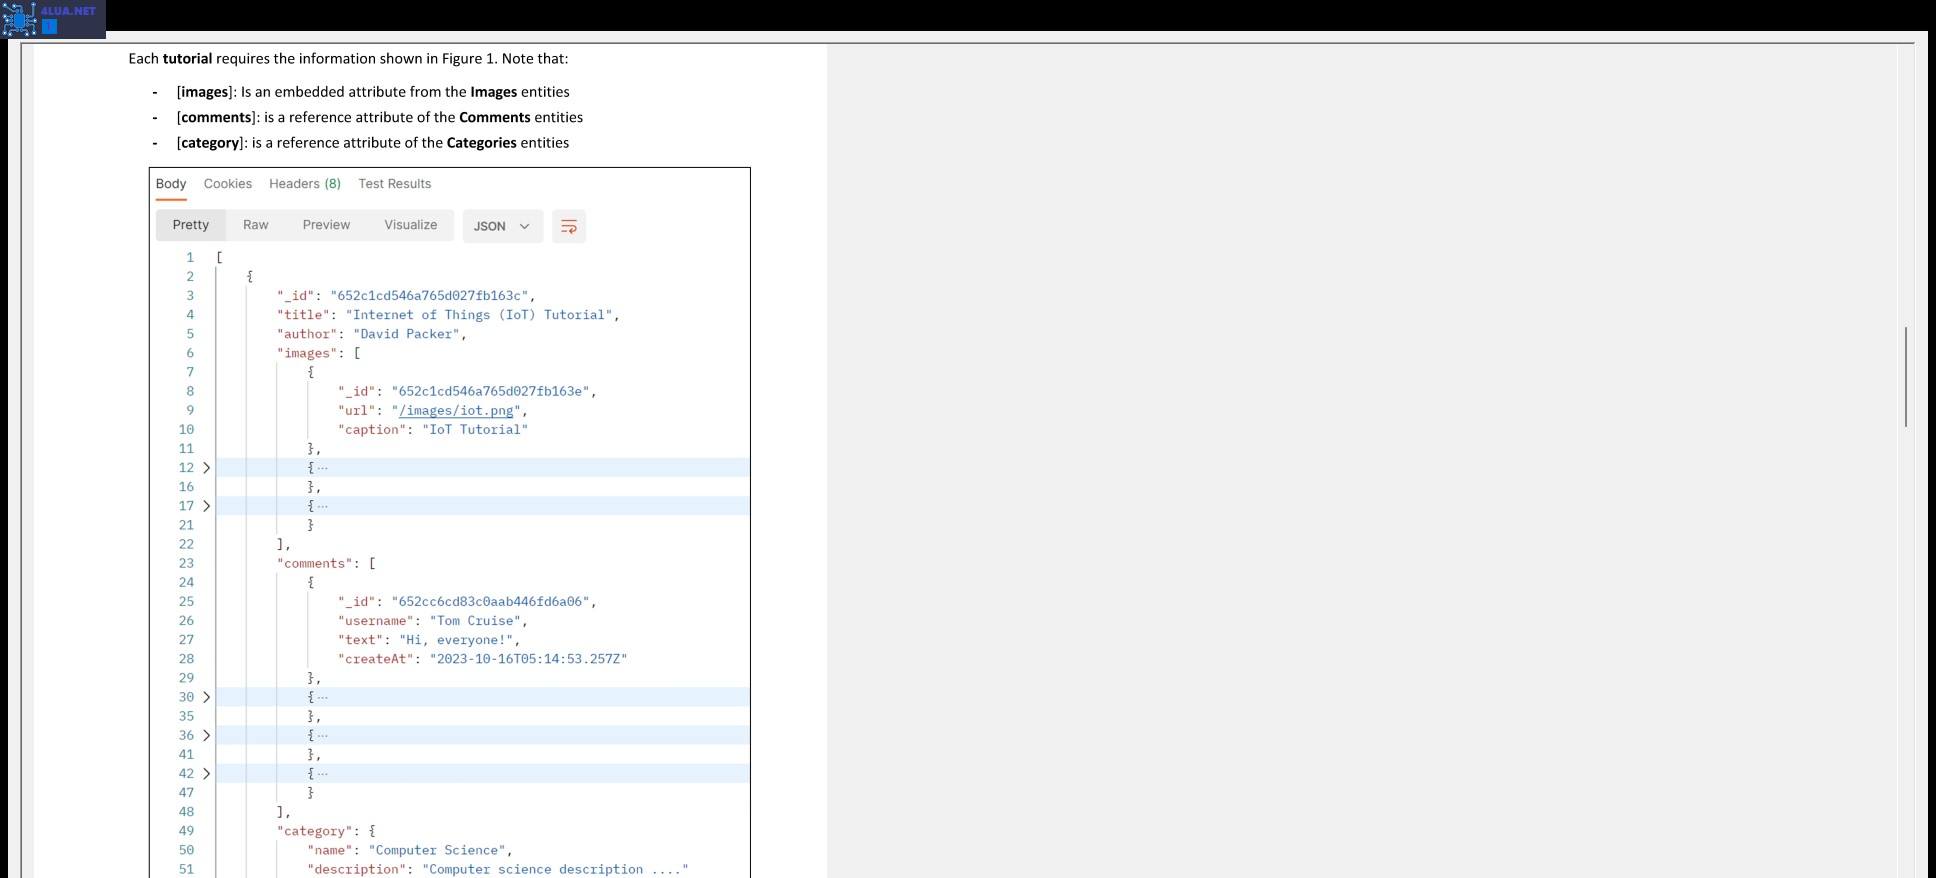 4LUA.NET
Each tutorial requires the information shown in Figure 1. Note that:
- [images]: Is an embedded attribute from the Images entities
- [comments]: is a reference attribute of the Comments entities
- [category]: is a reference attribute of the Categories entities
Body Cookies Headers (8) Test Results
Pretty Raw Preview Visualize JSON
1 [
2 {
3 "_id": "652c1cd546a765d027fb163c",
4 "title": "Internet of Things (IoT) Tutorial",
5 "author": "David Packer",
6 "images": [
7 {
8 "_id": "652c1cd546a765d027fb163e",
9 "url": "/images/iot.png",
10 "caption": "IoT Tutorial"
11 },
12 > { ...
16 },
17 > { ...
21 }
22 ],
23 "comments": [
24 {
25 "_id": "652cc6cd83c0aab446fd6a06",
26 "username": "Tom Cruise",
27 "text": "Hi, everyone!",
28 "createAt": "2023-10-16T05:14:53.257Z"
29 },
30 > { ...
35 },
36 > { ...
41 },
42 > { ...
47 }
48 ],
49 "category": {
50 "name": "Computer Science",
51 "description": "Computer science description ...."